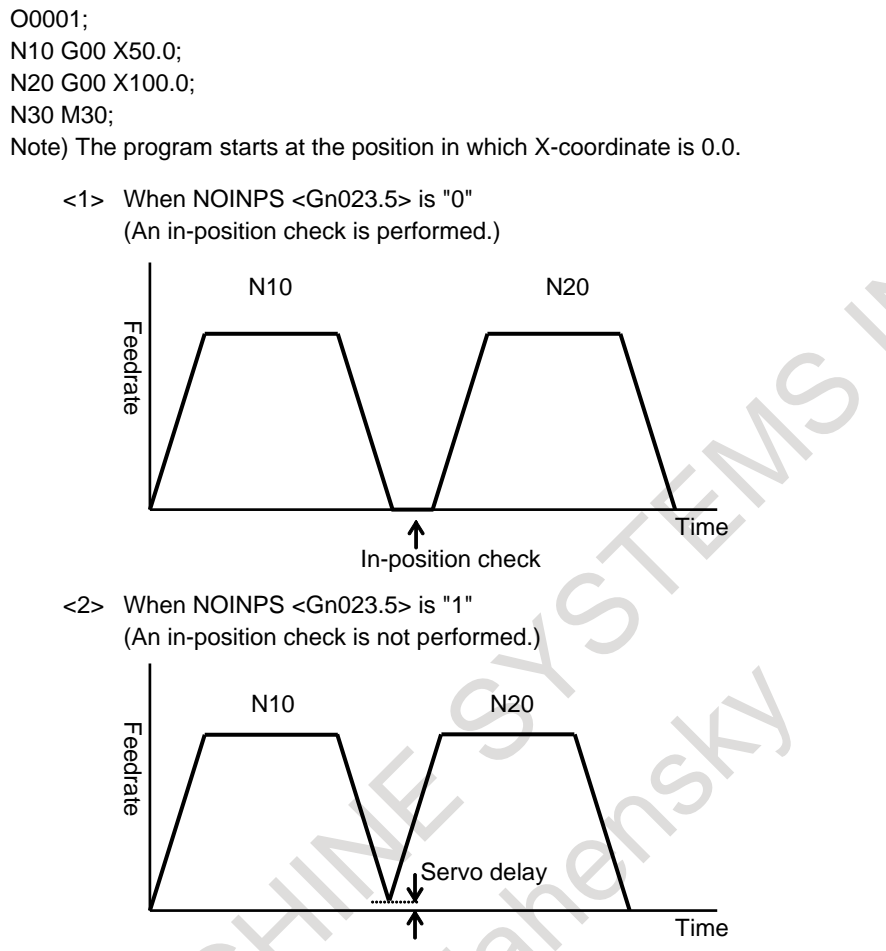 O0001;
N10 G00 X50.0;
N20 G00 X100.0;
N30 M30;
Note) The program starts at the position in which X-coordinate is 0.0.
<1> When NOINPS <Gn023.5> is "0"
(An in-position check is performed.)
N10 N20
Feedrate
Time
In-position check
<2> When NOINPS <Gn023.5> is "1"
(An in-position check is not performed.)
N10 N20
Feedrate
Servo delay
Time